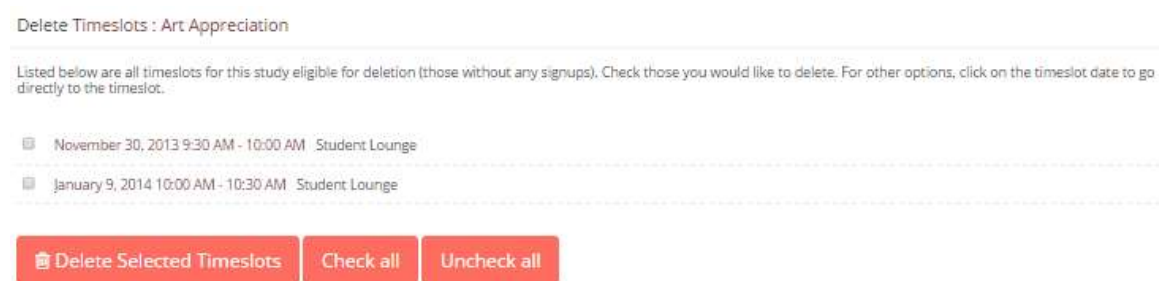 Delete Timeslots : Art Appreciation
Listed below are all timeslots for this study eligible for deletion (those without any signups). Check those you would like to delete. For other options, click on the timeslot date to go
directly to the timeslot.
November 30, 2013 9:30 AM - 10:00 AM Student Lounge
January 9, 2014 10:00 AM - 10:30 AM Student Lounge
Delete Selected Timeslots Check all Uncheck all